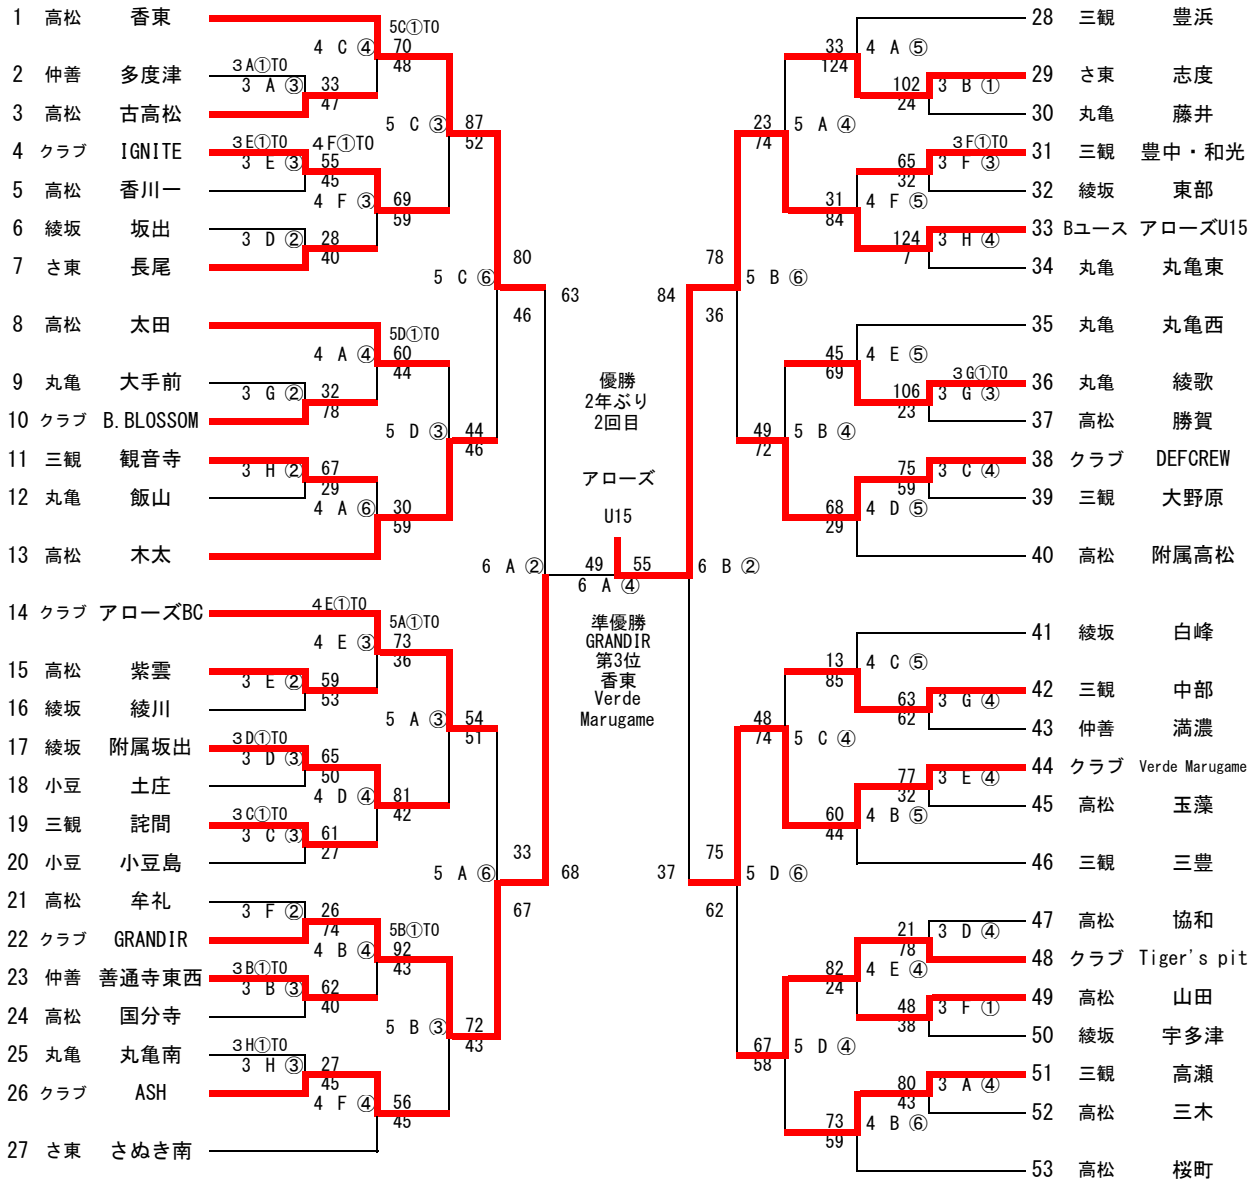 1 高松 香東
2 仲善 多度津
3 高松 古高松
4 クラブ IGNITE
5 高松 香川一
6 綾坂 坂出
7 さ東 長尾
8 高松 太田
9 丸亀 大手前
10 クラブ B.BLOSSOM
11 三観 観音寺
12 丸亀 飯山
13 高松 木太
14 クラブ アローズBC
15 高松 紫雲
16 綾坂 綾川
17 綾坂 附属坂出
18 小豆 土庄
19 三観 詫間
20 小豆 小豆島
21 高松 牟礼
22 クラブ GRANDIR
23 仲善 善通寺東西
24 高松 国分寺
25 丸亀 丸亀南
26 クラブ ASH
27 さ東 さぬき南
3A①TO
3 A ③
33
47
3E①TO
3 E ③
55
45
3 D ②
28
40
3 G ②
32
78
3 H ②
67
29
3 E ②
59
53
3D①TO
3 D ③
65
50
3C①TO
3 C ③
61
27
3 F ②
26
74
3B①TO
3 B ③
62
40
3H①TO
3 H ③
27
45
5C①TO
4 C ④
70
48
4F①TO
4 F ③
69
59
5D①TO
4 A ④
60
44
4 A ⑥
30
59
4E①TO
5A①TO
4 E ③
73
36
4 D ④
81
42
5B①TO
4 B ④
92
43
4 F ④
56
45
5 C ③
87
52
5 D ③
44
46
5 A ③
54
51
5 B ③
72
43
5 C ⑥
80
46
5 A ⑥
33
67
63
6 A ②
68
優勝
2年ぶり
2回目
アローズ
U15
49 55
6 A ④
準優勝
GRANDIR
第3位
香東
Verde
Marugame
84
6 B ②
37
78
5 B ⑥
36
75
5 D ⑥
62
23
5 A ④
74
49
5 B ④
72
48
5 C ④
74
67
5 D ④
58
33
4 A ⑤
124
31
4 F ⑤
84
45
4 E ⑤
69
68
4 D ⑤
29
13
4 C ⑤
85
60
4 B ⑤
44
82
4 E ④
24
73
4 B ⑥
59
102
3 B ①
24
3F①TO
65
3 F ③
32
124
3 H ④
7
3G①TO
106
3 G ③
23
75
3 C ④
59
63
3 G ④
62
77
3 E ④
32
21
3 D ④
78
48
3 F ①
38
80
3 A ④
43
28 三観 豊浜
29 さ東 志度
30 丸亀 藤井
31 三観 豊中・和光
32 綾坂 東部
33 Bユース アローズU15
34 丸亀 丸亀東
35 丸亀 丸亀西
36 丸亀 綾歌
37 高松 勝賀
38 クラブ DEFCREW
39 三観 大野原
40 高松 附属高松
41 綾坂 白峰
42 三観 中部
43 仲善 満濃
44 クラブ Verde Marugame
45 高松 玉藻
46 三観 三豊
47 高松 協和
48 クラブ Tiger's pit
49 高松 山田
50 綾坂 宇多津
51 三観 高瀬
52 高松 三木
53 高松 桜町